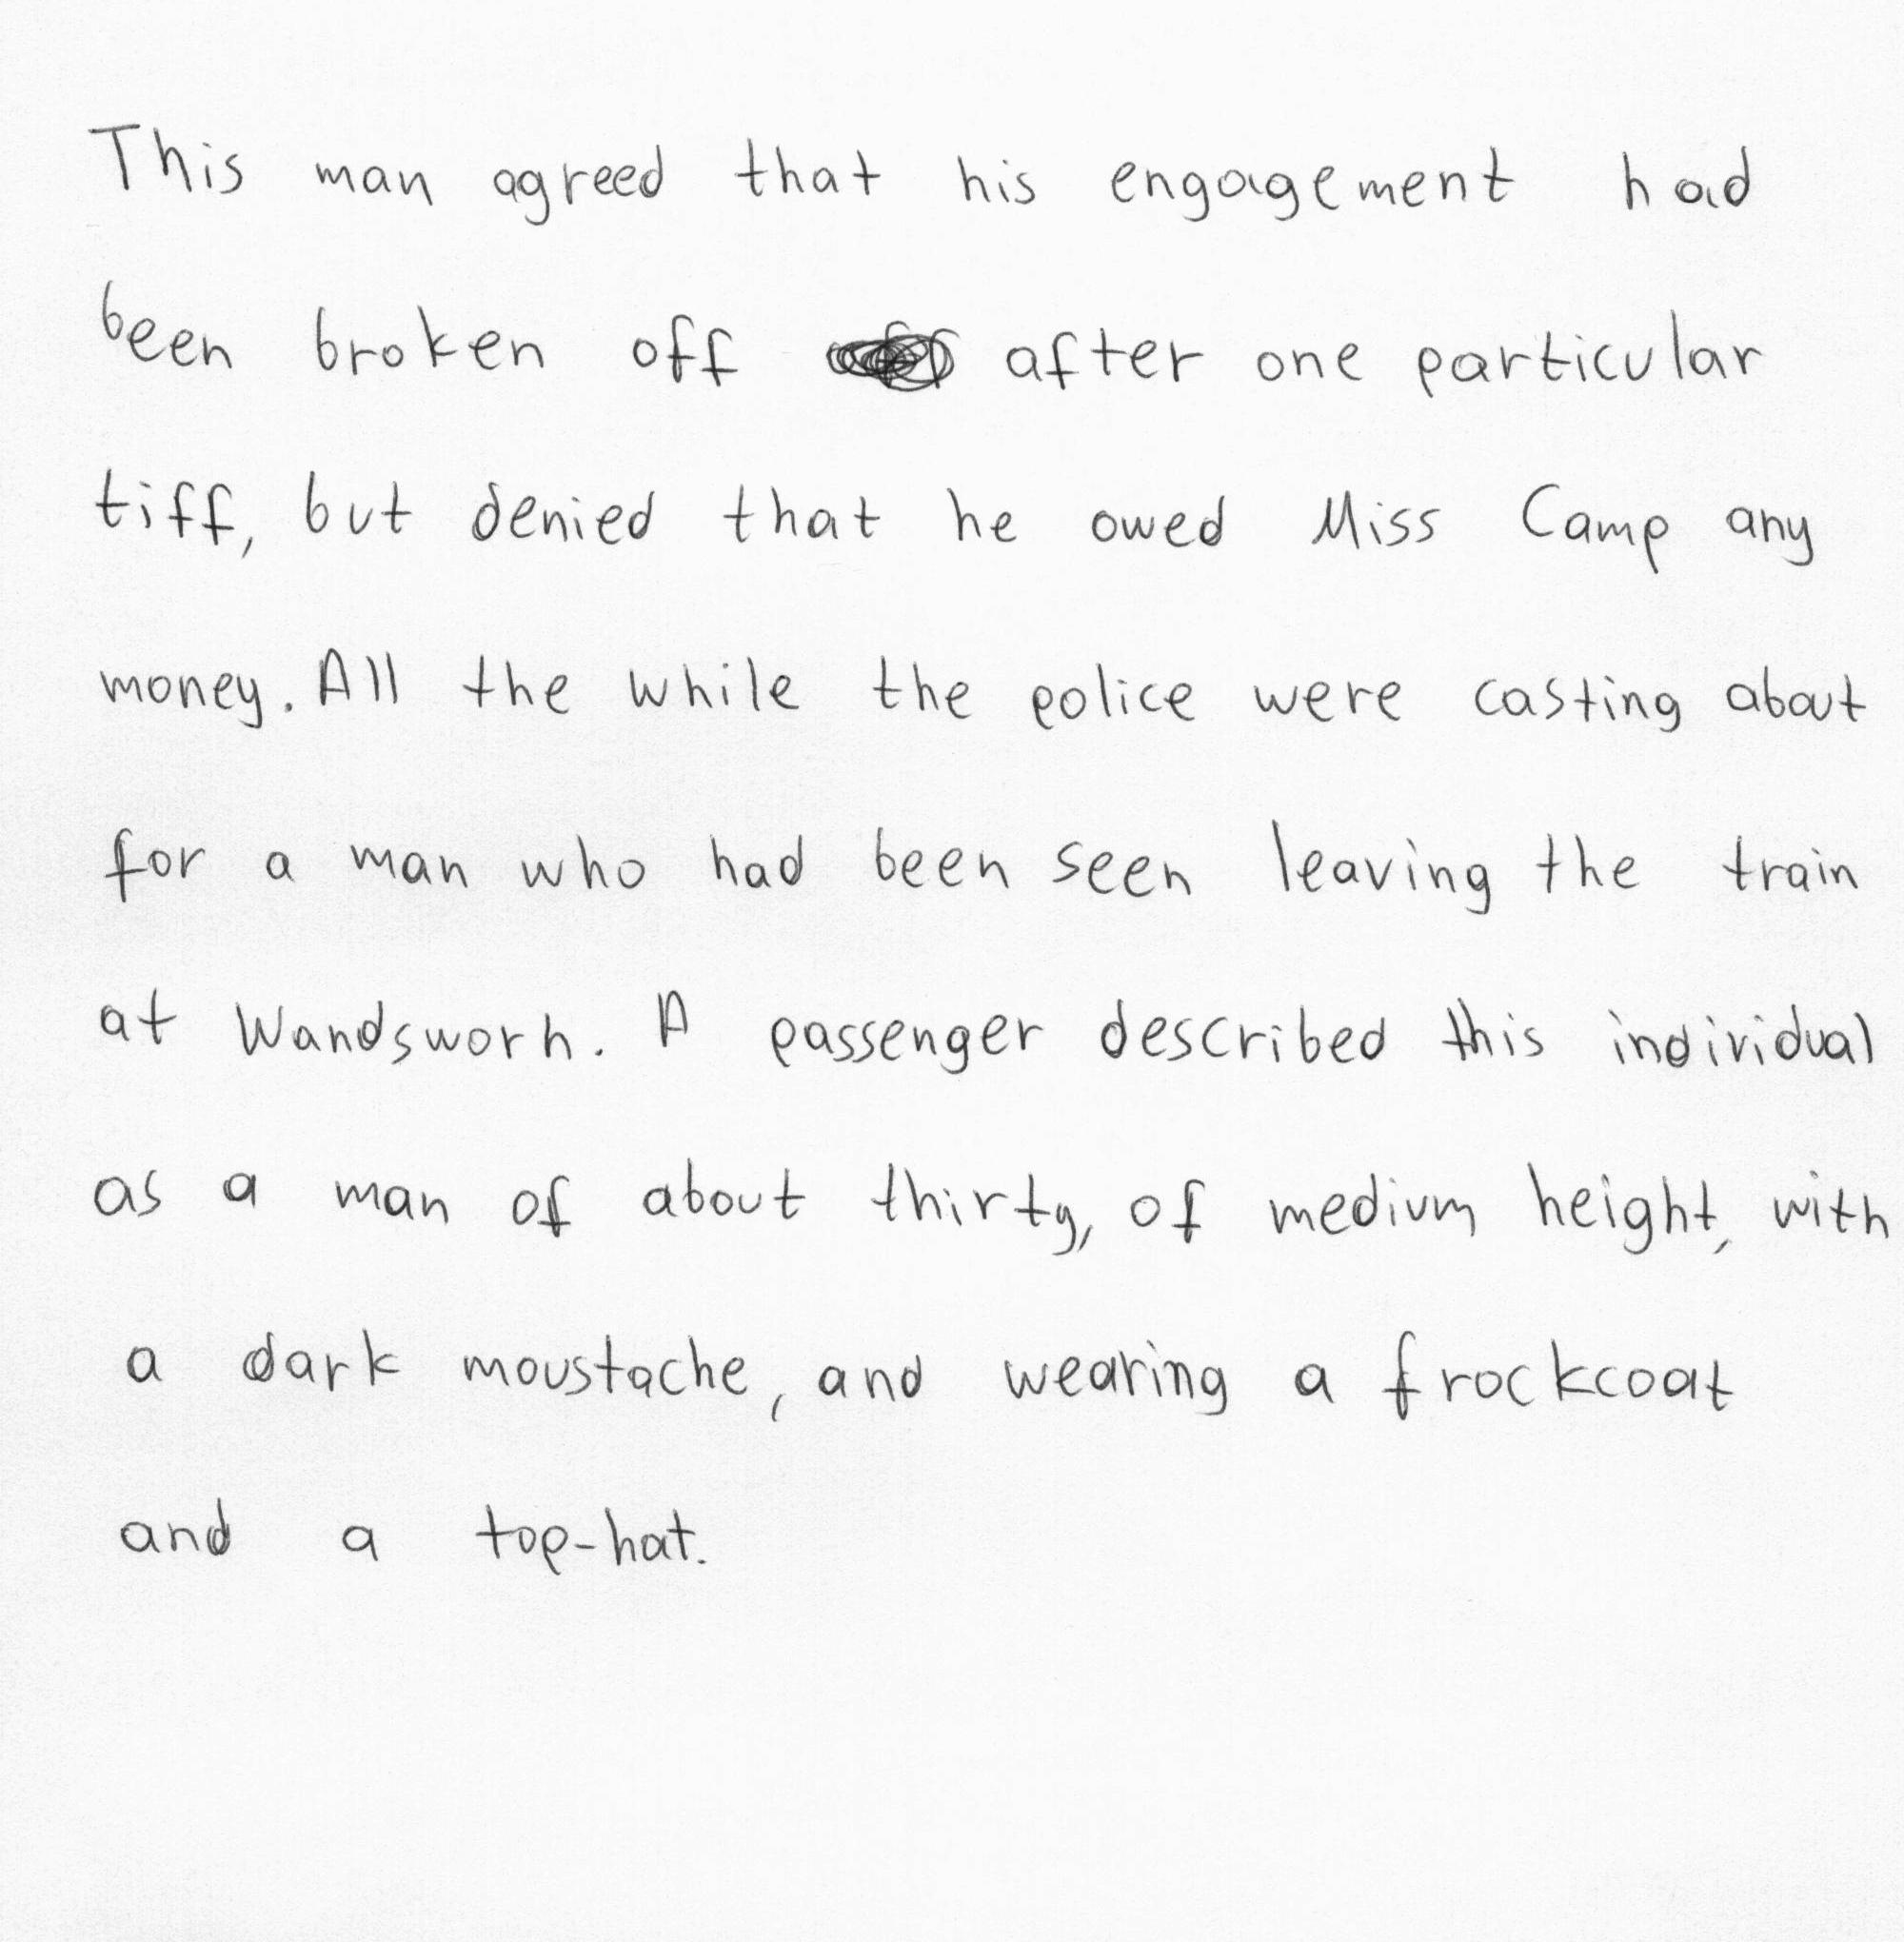 This man agreed that his engagement had
been broken off after one particular
tiff, but denied that he owed Miss Camp any
money. All the while the police were casting about
for a man who had been seen leaving the train
at Wandsworh. A passenger described this individual
as a man of about thirty, of medium height, with
a dark moustache, and wearing a frockcoat
and a top-hat.